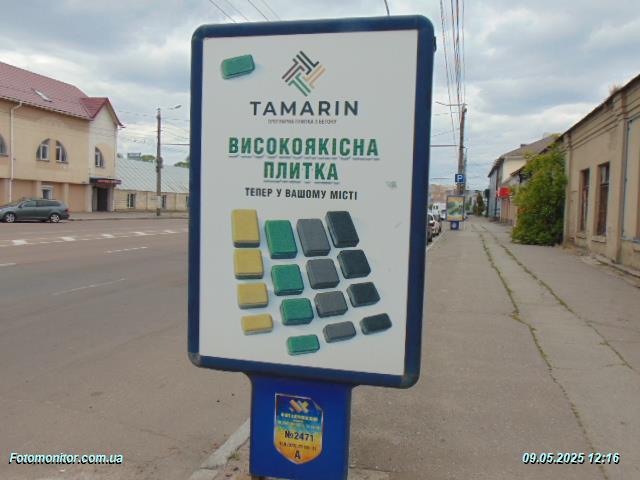 TAMARIN
ВИСОКОЯКІСНА
ПЛИТКА
ТЕПЕР У ВАШОМУ МІСТІ
№2471
A
Fotomonitor.com.ua
09.05.2025 12:16